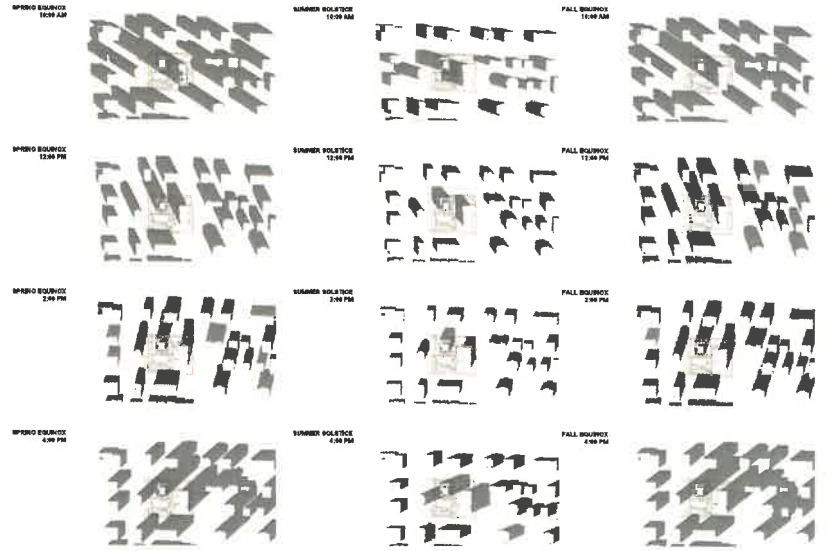 SPRING EQUINOX
10:00 AM
SUMMER SOLSTICE
10:00 AM
FALL EQUINOX
10:00 AM
SPRING EQUINOX
12:00 PM
SUMMER SOLSTICE
12:00 PM
FALL EQUINOX
12:00 PM
SPRING EQUINOX
2:00 PM
SUMMER SOLSTICE
2:00 PM
FALL EQUINOX
2:00 PM
SPRING EQUINOX
4:00 PM
SUMMER SOLSTICE
4:00 PM
FALL EQUINOX
4:00 PM